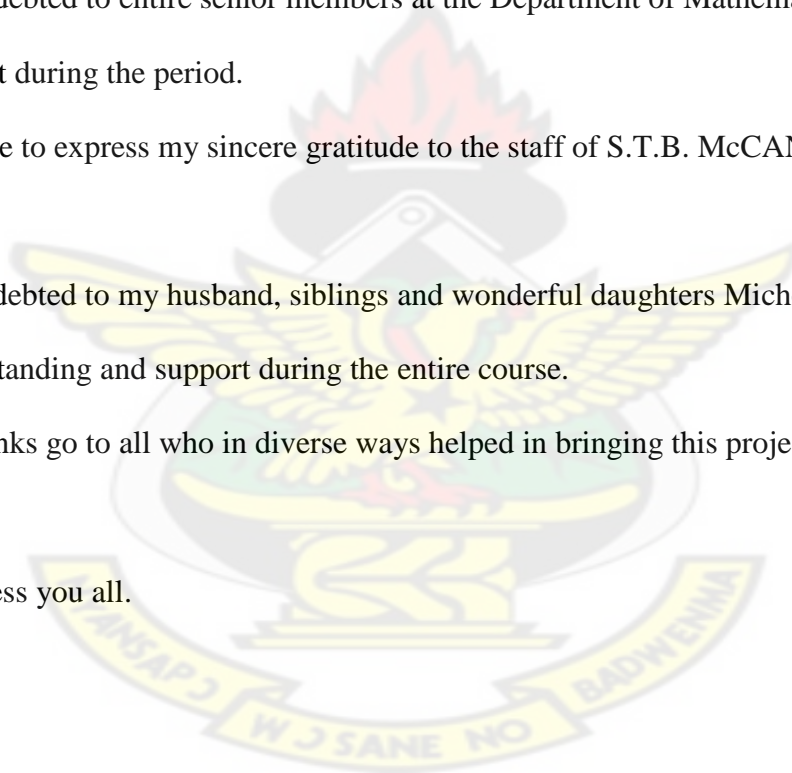 debted to entire senior members at the Department of Mathema
t during the period.
e to express my sincere gratitude to the staff of S.T.B. McCAN
debted to my husband, siblings and wonderful daughters Mich
tanding and support during the entire course.
nks go to all who in diverse ways helped in bringing this proje
ess you all.
NYANSAPƆ WƆSANE NO BADWENMA